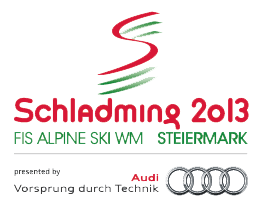 Schladming 2013
FIS ALPINE SKI WM STEIERMARK
presented by
Audi
Vorsprung durch Technik